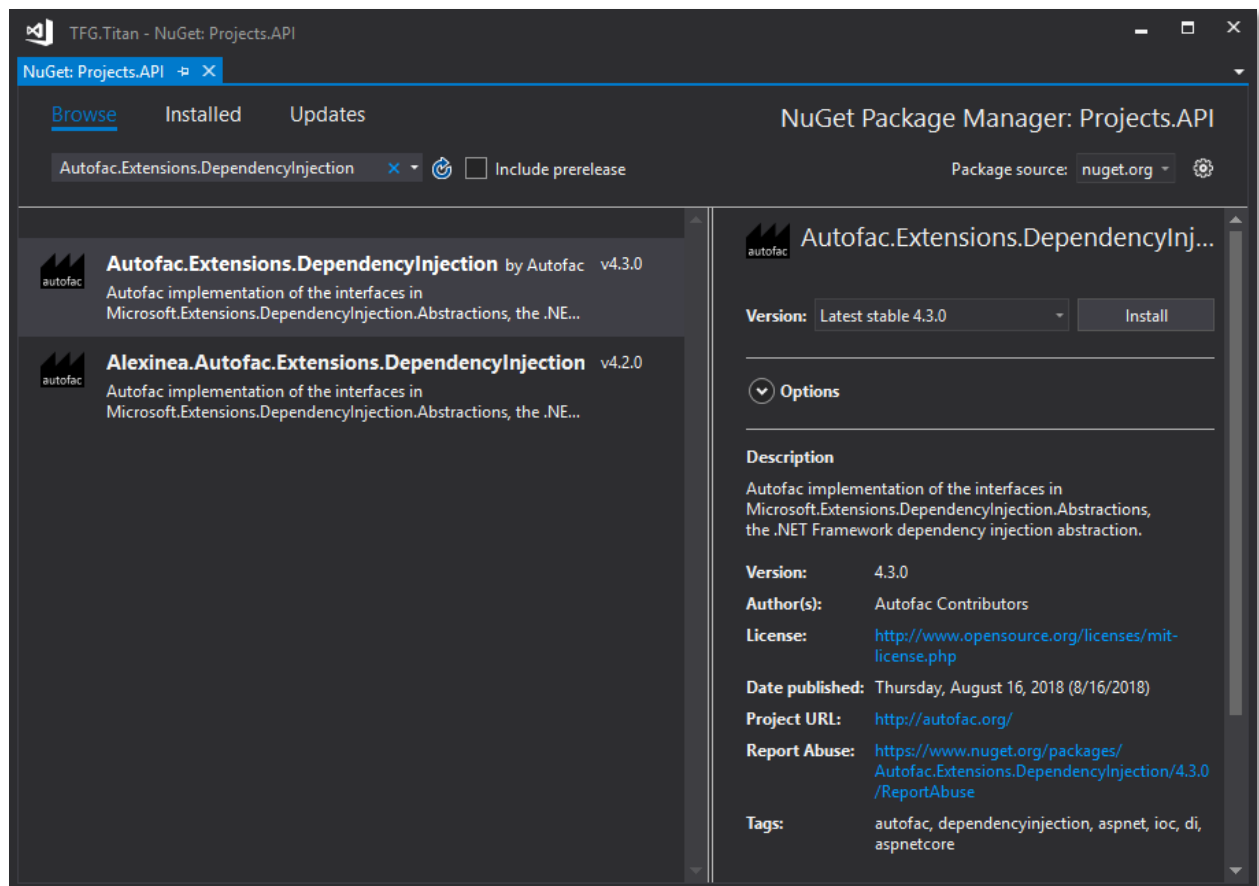 TFG.Titan - NuGet: Projects.API
NuGet: Projects.API
Browse Installed Updates
NuGet Package Manager: Projects.API
Autofac.Extensions.DependencyInjection
Include prerelease
Package source: nuget.org
autofac
Autofac.Extensions.DependencyInjection by Autofac v4.3.0
Autofac implementation of the interfaces in
Microsoft.Extensions.DependencyInjection.Abstractions, the .NE...
autofac
Alexinea.Autofac.Extensions.DependencyInjection v4.2.0
Autofac implementation of the interfaces in
Microsoft.Extensions.DependencyInjection.Abstractions, the .NE...
autofac
Autofac.Extensions.DependencyInj...
Version: Latest stable 4.3.0 Install
Options
Description
Autofac implementation of the interfaces in
Microsoft.Extensions.DependencyInjection.Abstractions,
the .NET Framework dependency injection abstraction.
Version: 4.3.0
Author(s): Autofac Contributors
License: http://www.opensource.org/licenses/mit-
license.php
Date published: Thursday, August 16, 2018 (8/16/2018)
Project URL: http://autofac.org/
Report Abuse: https://www.nuget.org/packages/
Autofac.Extensions.DependencyInjection/4.3.0
/ReportAbuse
Tags: autofac, dependencyinjection, aspnet, ioc, di,
aspnetcore